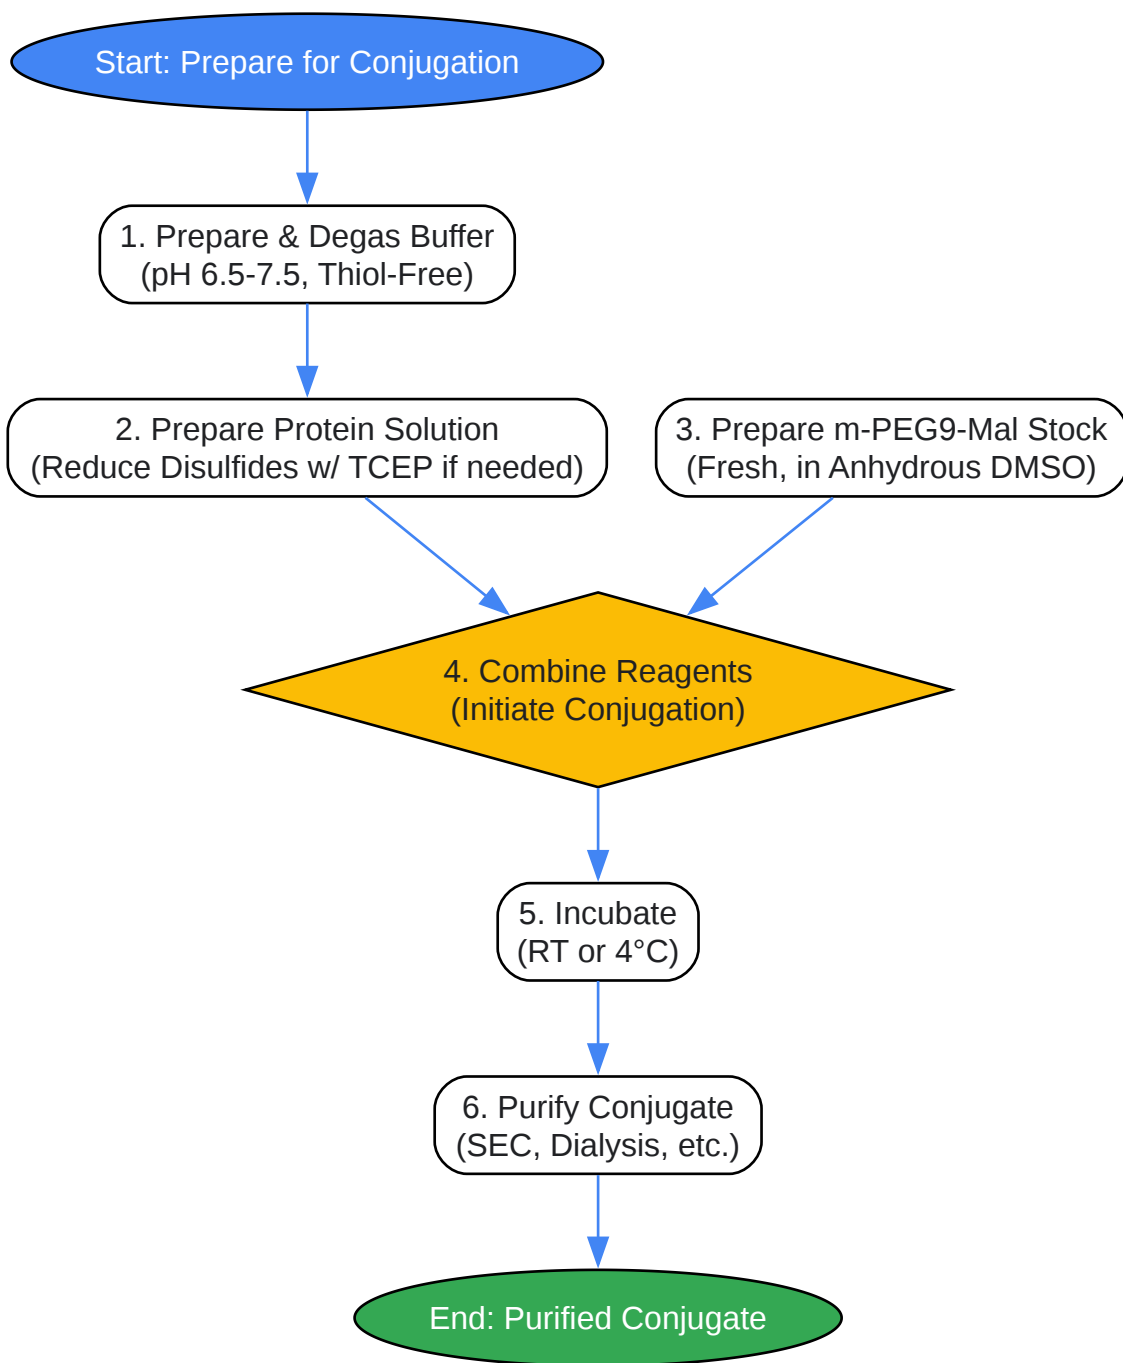 Start: Prepare for Conjugation
1. Prepare & Degas Buffer
(pH 6.5-7.5, Thiol-Free)
2. Prepare Protein Solution
(Reduce Disulfides w/ TCEP if needed)
3. Prepare m-PEG9-Mal Stock
(Fresh, in Anhydrous DMSO)
4. Combine Reagents
(Initiate Conjugation)
5. Incubate
(RT or 4°C)
6. Purify Conjugate
(SEC, Dialysis, etc.)
End: Purified Conjugate